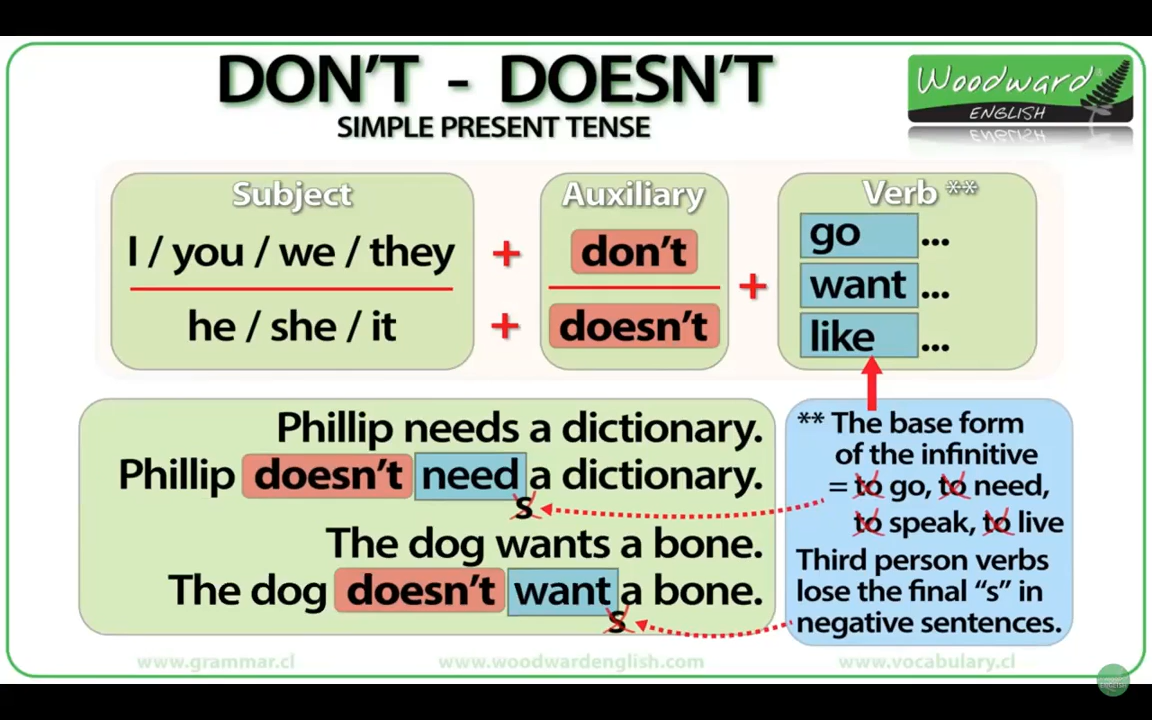 DON'T - DOESN'T
SIMPLE PRESENT TENSE
Woodward®
ENGLISH
Subject
Auxiliary
Verb **
I / you / we / they
+
don't
he / she / it
+
doesn't
+
go ...
want ...
like ...
Phillip needs a dictionary.
Phillip doesn't need a dictionary.
s
The dog wants a bone.
The dog doesn't want a bone.
s
** The base form
of the infinitive
= to go, to need,
to speak, to live
Third person verbs
lose the final “s” in
negative sentences.
www.grammar.cl
www.woodwardenglish.com
www.vocabulary.cl